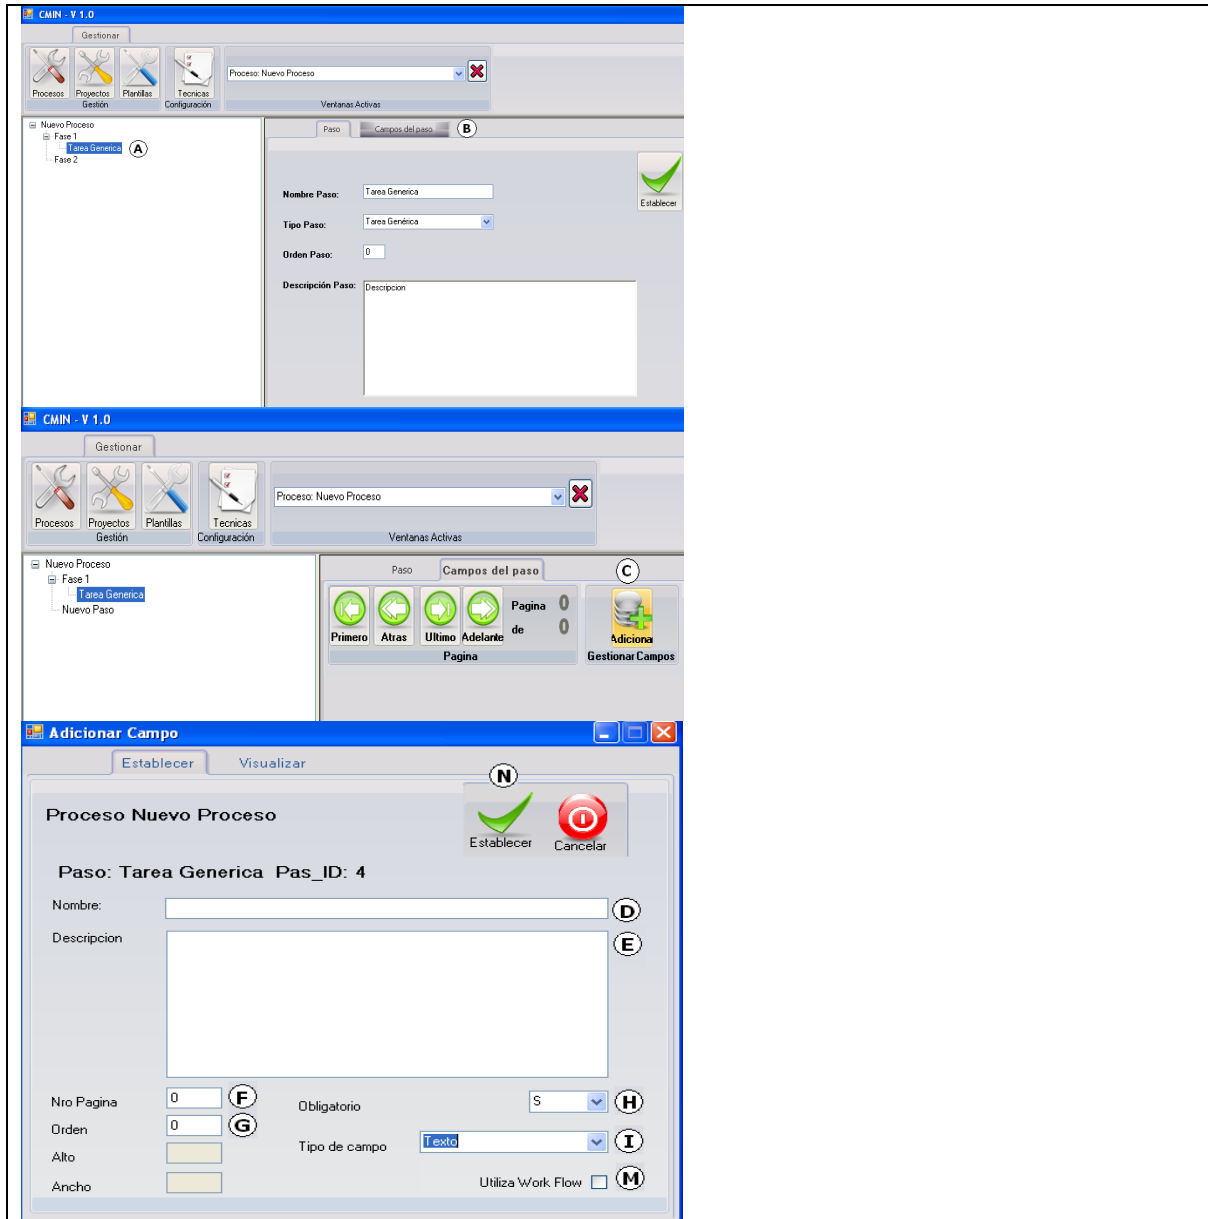 CMIN - V 1.0
Gestionar
Procesos Proyectos Plantillas Tecnicas
Proceso: Nuevo Proceso
Gestión Configuración Ventanas Activas
Nuevo Proceso
Fase 1
Tarea Generica A
Fase 2
Paso Campos del paso B
Establecer
Nombre Paso: Tarea Generica
Tipo Paso: Tarea Genérica
Orden Paso: 0
Descripción Paso: Descripcion
CMIN - V 1.0
Gestionar
Procesos Proyectos Plantillas Tecnicas
Proceso: Nuevo Proceso
Gestión Configuración Ventanas Activas
Nuevo Proceso
Fase 1
Tarea Generica
Nuevo Paso
Paso Campos del paso C
Pagina 0
de 0
Primero Atras Ultimo Adelante Adiciona
Pagina Gestionar Campos
Adicionar Campo
Establecer Visualizar
N
Proceso Nuevo Proceso
Establecer Cancelar
Paso: Tarea Generica Pas_ID: 4
Nombre: D
Descripcion E
Nro Pagina 0 F Obligatorio S H
Orden 0 G
Tipo de campo Texto I
Alto
Ancho Utiliza Work Flow M